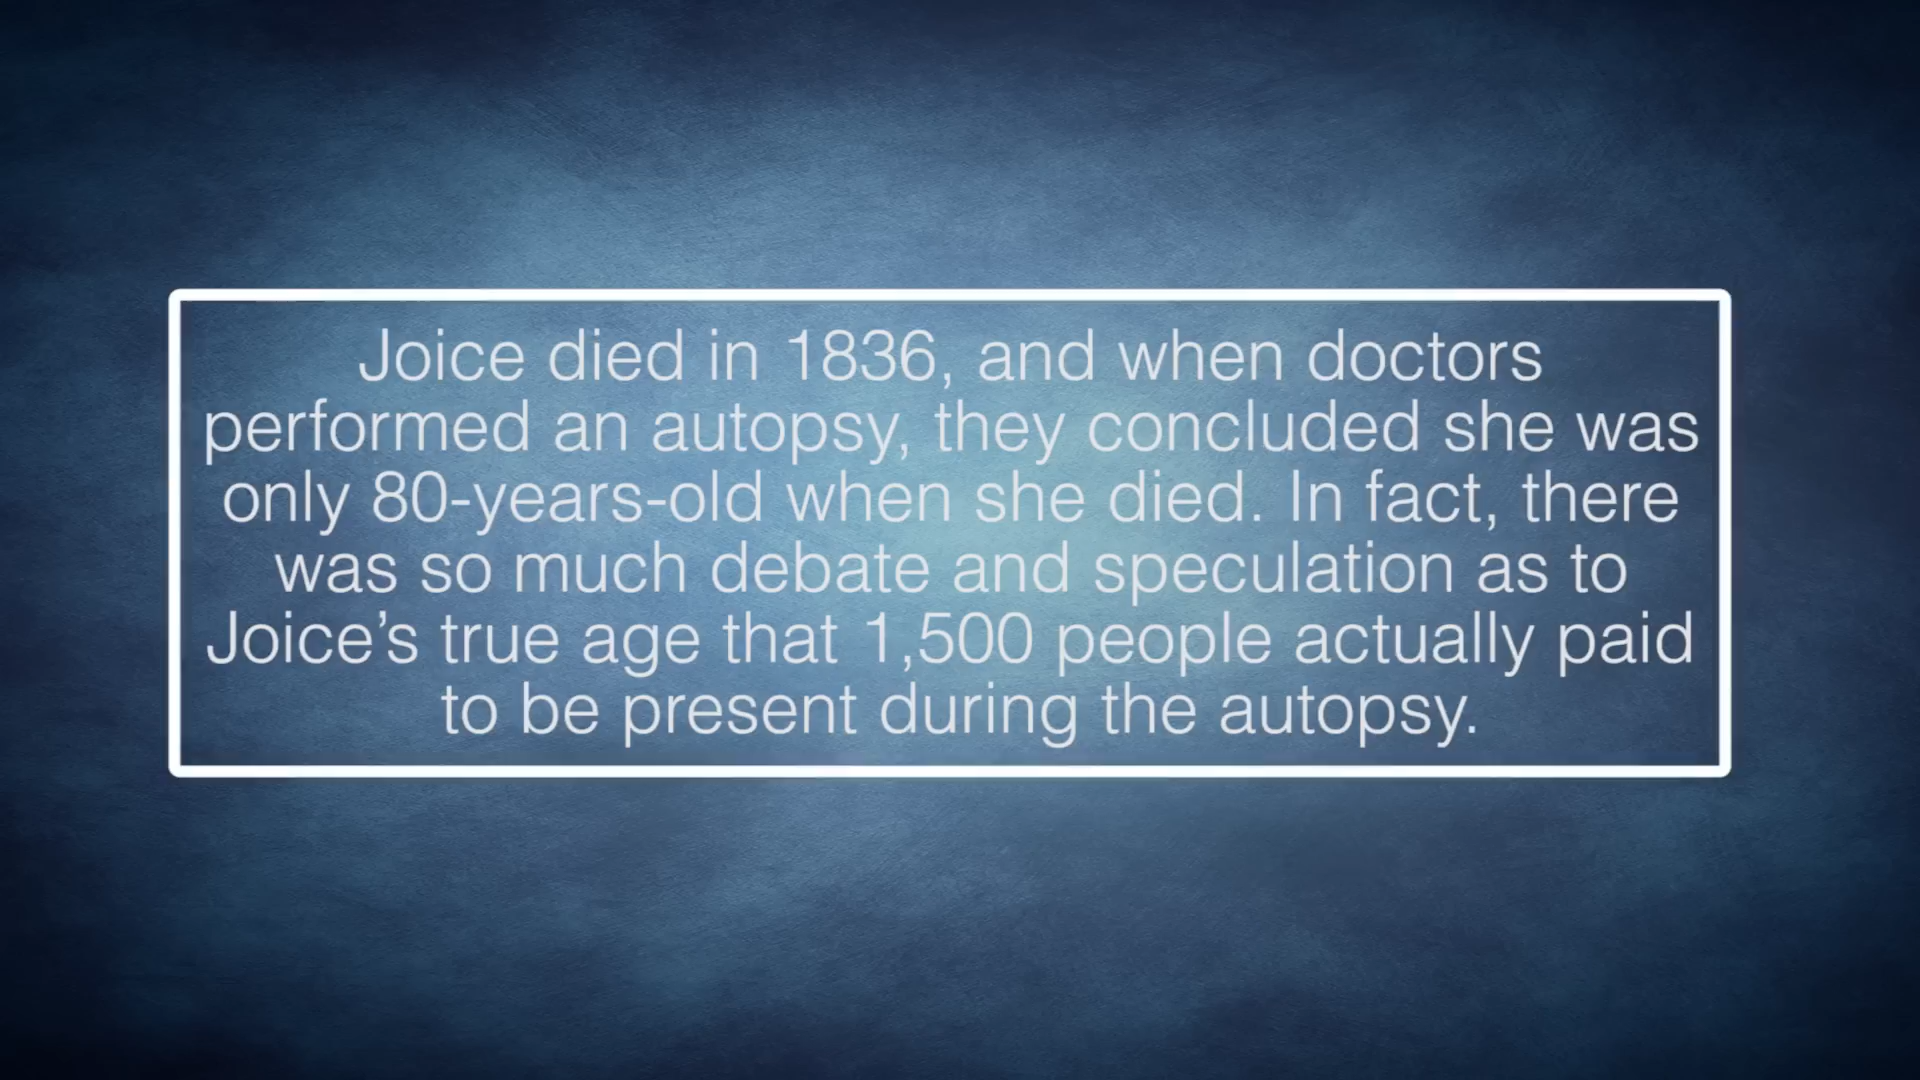 Joice died in 1836, and when doctors
performed an autopsy, they concluded she was
only 80-years-old when she died. In fact, there
was so much debate and speculation as to
Joice’s true age that 1,500 people actually paid
to be present during the autopsy.